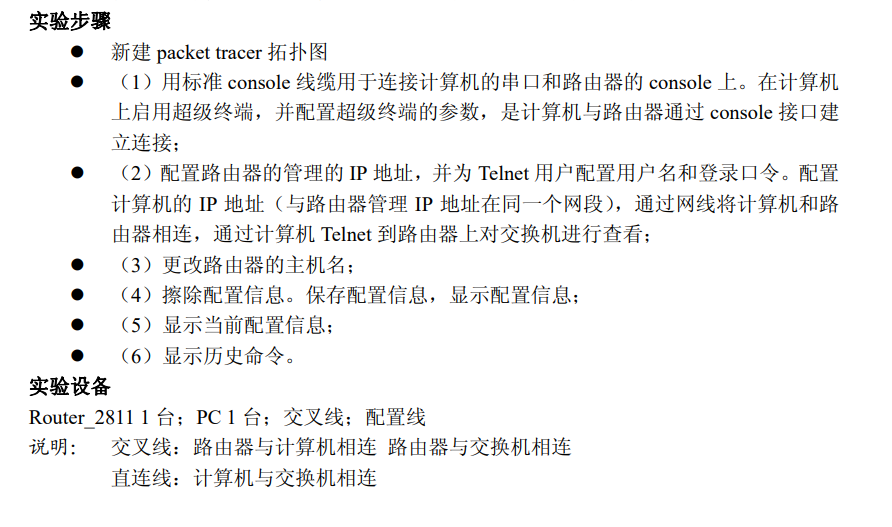 实验步骤
● 新建 packet tracer 拓扑图
● （1）用标准 console 线缆用于连接计算机的串口和路由器的 console 上。在计算机
上启用超级终端，并配置超级终端的参数，是计算机与路由器通过 console 接口建
立连接；
● （2）配置路由器的管理的 IP 地址，并为 Telnet 用户配置用户名和登录口令。配置
计算机的 IP 地址（与路由器管理 IP 地址在同一个网段），通过网线将计算机和路
由器相连，通过计算机 Telnet 到路由器上对交换机进行查看；
● （3）更改路由器的主机名；
● （4）擦除配置信息。保存配置信息，显示配置信息；
● （5）显示当前配置信息；
● （6）显示历史命令。
实验设备
Router_2811 1 台；PC 1 台；交叉线；配置线
说明： 交叉线：路由器与计算机相连 路由器与交换机相连
直连线：计算机与交换机相连